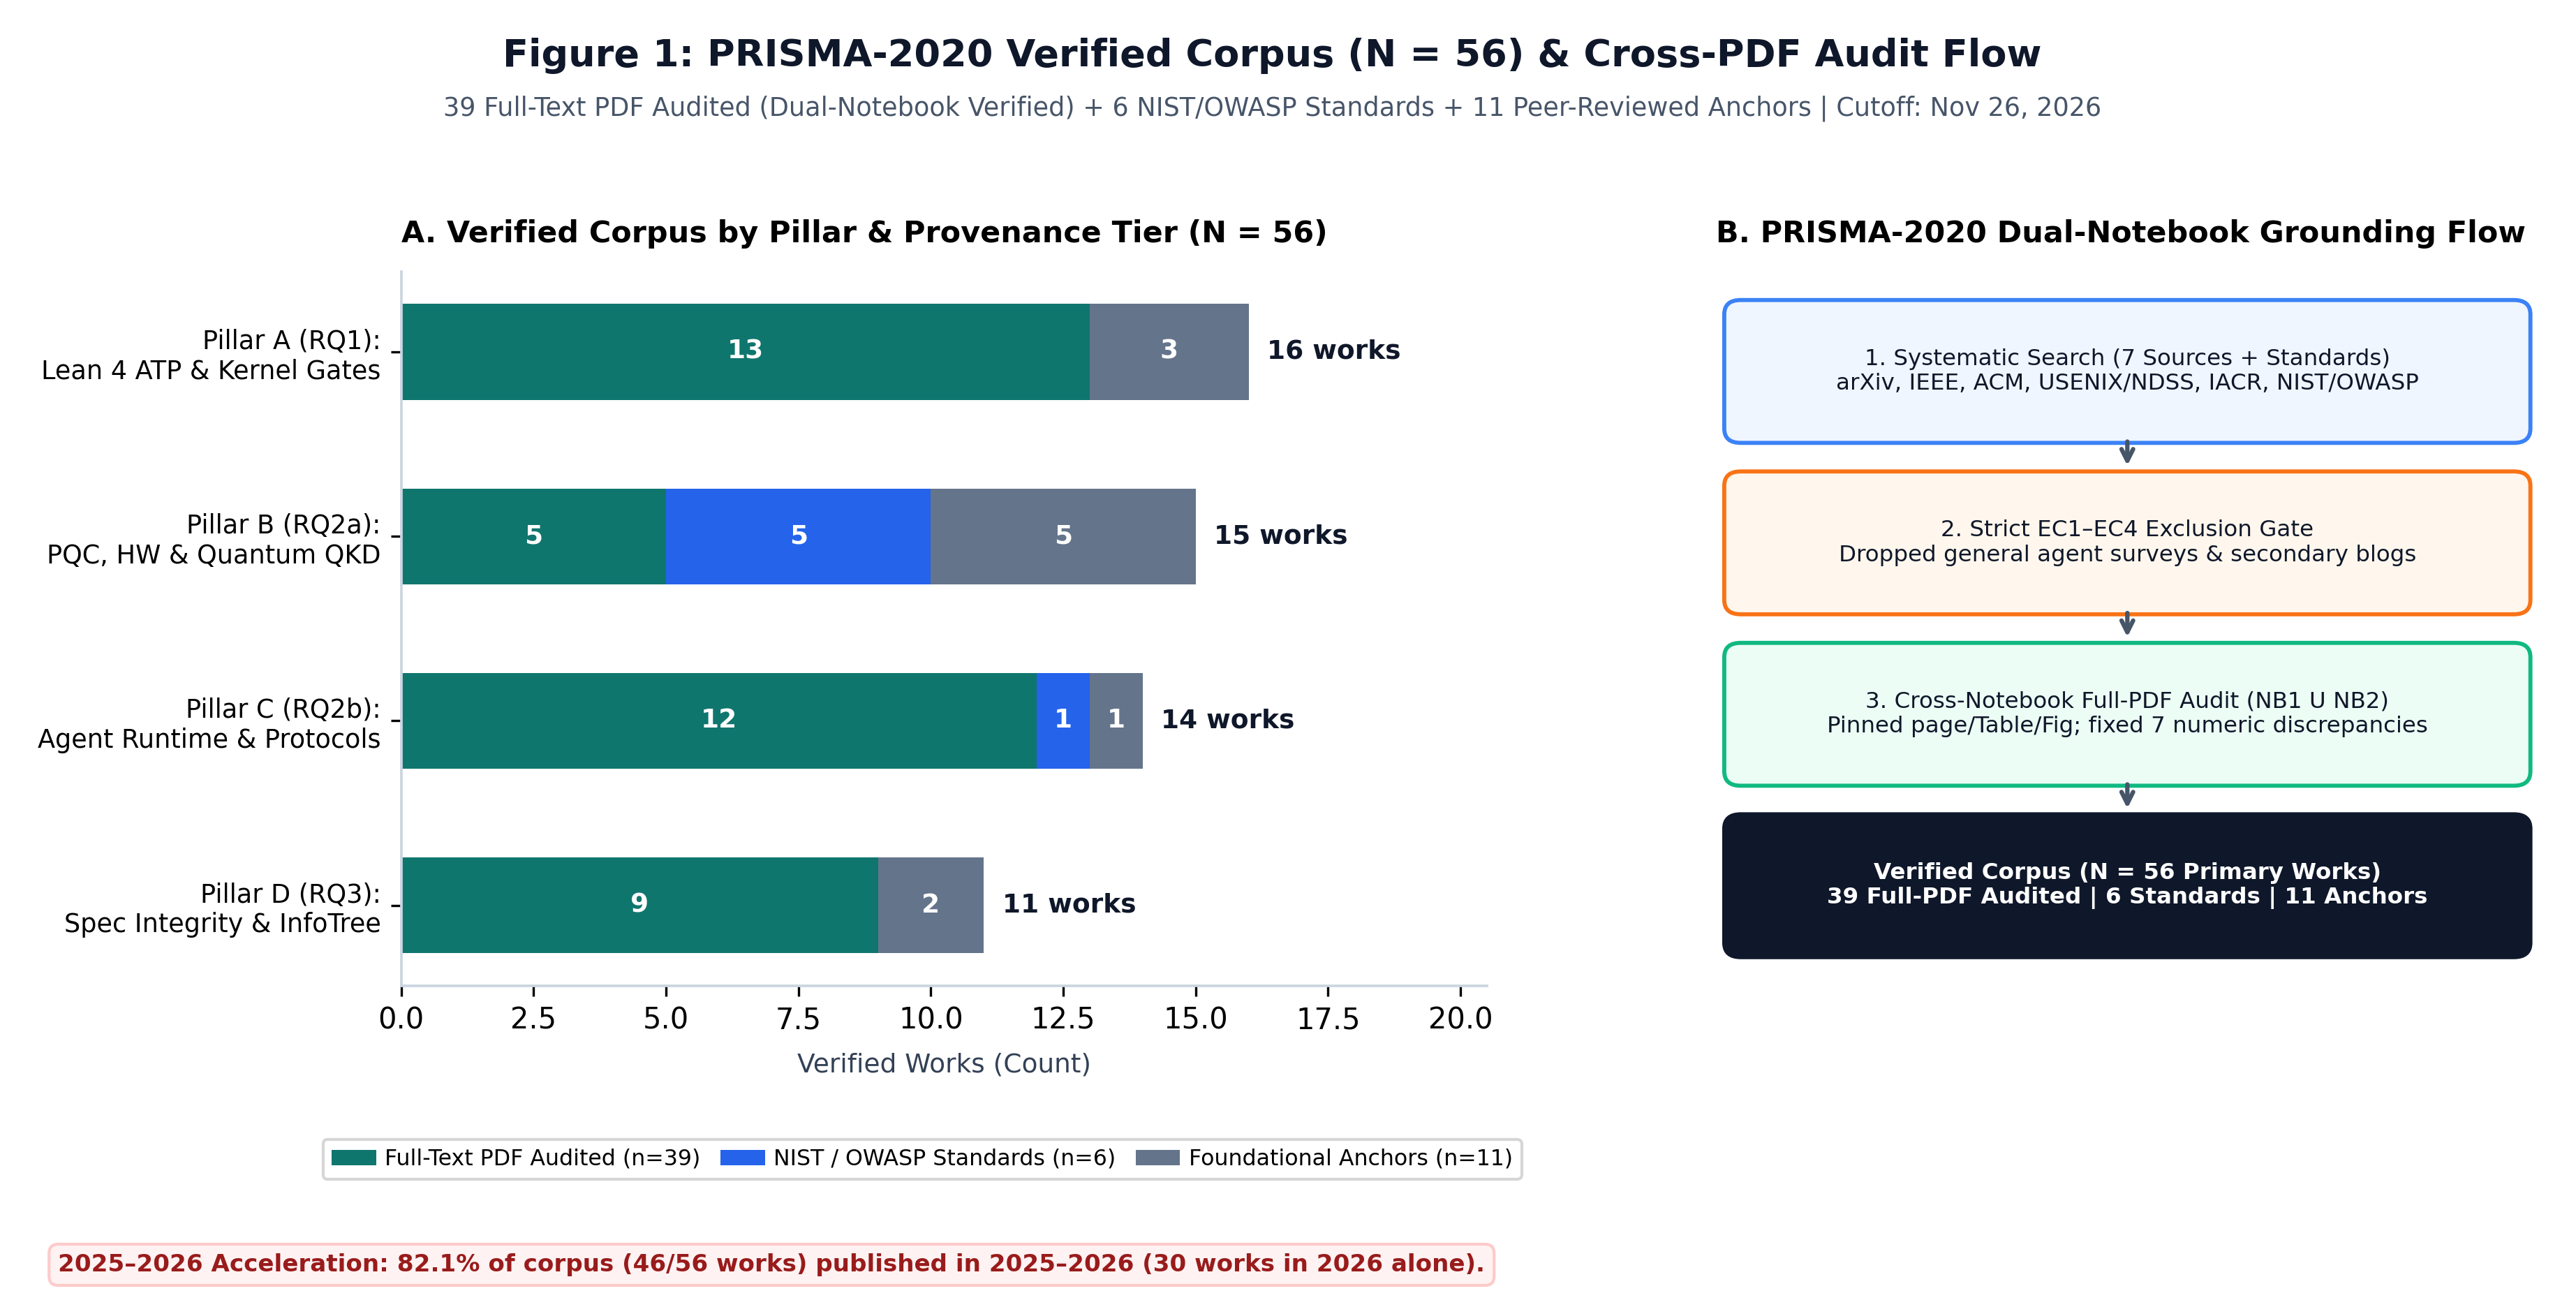 Figure 1: PRISMA-2020 Verified Corpus (N = 56) & Cross-PDF Audit Flow
39 Full-Text PDF Audited (Dual-Notebook Verified) + 6 NIST/OWASP Standards + 11 Peer-Reviewed Anchors | Cutoff: Nov 26, 2026
A. Verified Corpus by Pillar & Provenance Tier (N = 56)
Pillar A (RQ1):
Lean 4 ATP & Kernel Gates
13
3
16 works
Pillar B (RQ2a):
PQC, HW & Quantum QKD
5
5
5
15 works
Pillar C (RQ2b):
Agent Runtime & Protocols
12
1
1
14 works
Pillar D (RQ3):
Spec Integrity & InfoTree
9
2
11 works
0.0 2.5 5.0 7.5 10.0 12.5 15.0 17.5 20.0
Verified Works (Count)
Full-Text PDF Audited (n=39) NIST / OWASP Standards (n=6) Foundational Anchors (n=11)
2025–2026 Acceleration: 82.1% of corpus (46/56 works) published in 2025–2026 (30 works in 2026 alone).
B. PRISMA-2020 Dual-Notebook Grounding Flow
1. Systematic Search (7 Sources + Standards)
arXiv, IEEE, ACM, USENIX/NDSS, IACR, NIST/OWASP
2. Strict EC1–EC4 Exclusion Gate
Dropped general agent surveys & secondary blogs
3. Cross-Notebook Full-PDF Audit (NB1 U NB2)
Pinned page/Table/Fig; fixed 7 numeric discrepancies
Verified Corpus (N = 56 Primary Works)
39 Full-PDF Audited | 6 Standards | 11 Anchors